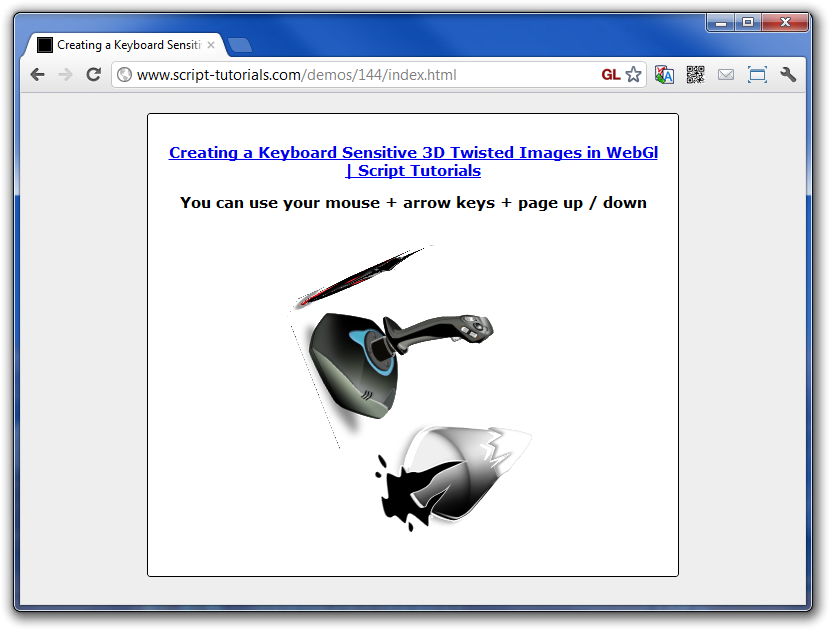 Creating a Keyboard Sensiti
www.script-tutorials.com/demos/144/index.html GL
Creating a Keyboard Sensitive 3D Twisted Images in WebGl
| Script Tutorials
You can use your mouse + arrow keys + page up / down